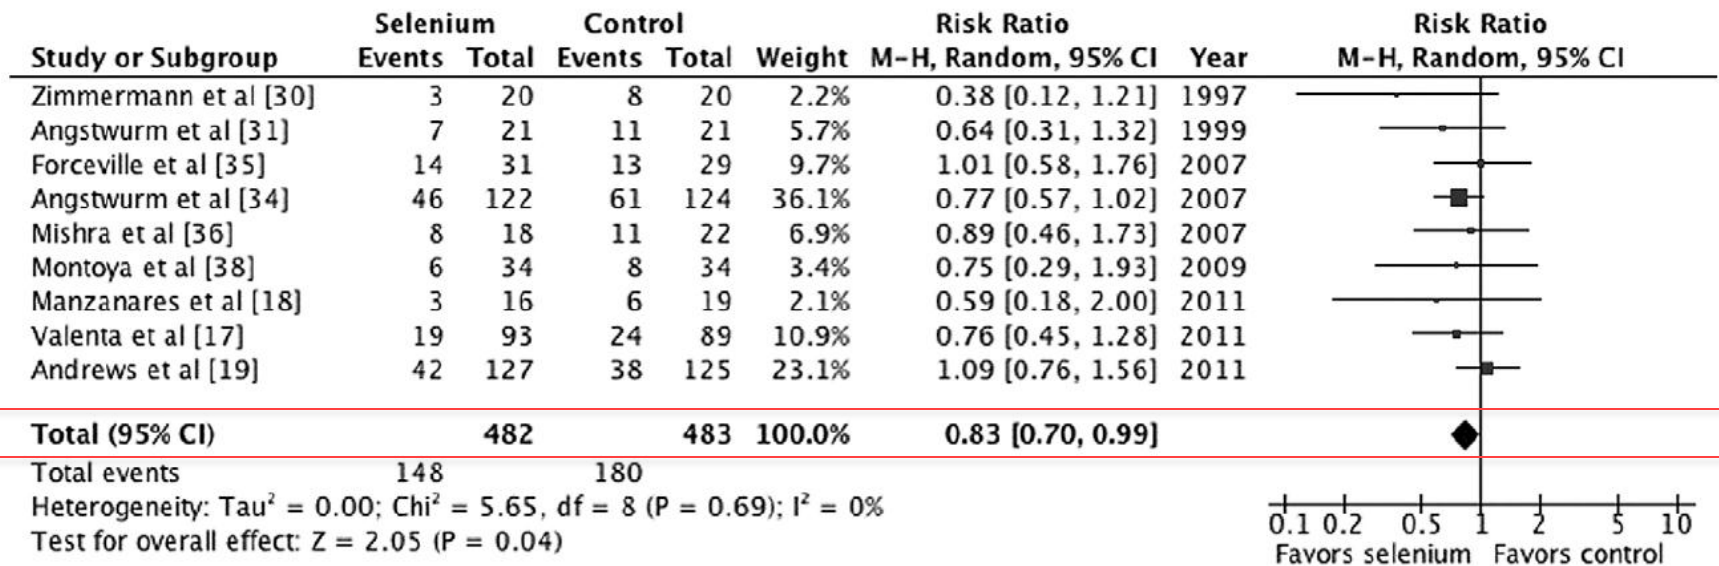 Selenium Control Risk Ratio Risk Ratio
Study or Subgroup Events Total Events Total Weight M-H, Random, 95% CI Year M-H, Random, 95% CI
Zimmermann et al [30] 3 20 8 20 2.2% 0.38 [0.12, 1.21] 1997
Angstwurm et al [31] 7 21 11 21 5.7% 0.64 [0.31, 1.32] 1999
Forceville et al [35] 14 31 13 29 9.7% 1.01 [0.58, 1.76] 2007
Angstwurm et al [34] 46 122 61 124 36.1% 0.77 [0.57, 1.02] 2007
Mishra et al [36] 8 18 11 22 6.9% 0.89 [0.46, 1.73] 2007
Montoya et al [38] 6 34 8 34 3.4% 0.75 [0.29, 1.93] 2009
Manzanares et al [18] 3 16 6 19 2.1% 0.59 [0.18, 2.00] 2011
Valenta et al [17] 19 93 24 89 10.9% 0.76 [0.45, 1.28] 2011
Andrews et al [19] 42 127 38 125 23.1% 1.09 [0.76, 1.56] 2011
Total (95% CI) 482 483 100.0% 0.83 [0.70, 0.99]
Total events 148 180
Heterogeneity: Tau² = 0.00; Chi² = 5.65, df = 8 (P = 0.69); I² = 0%
Test for overall effect: Z = 2.05 (P = 0.04)
0.1 0.2 0.5 1 2 5 10
Favors selenium Favors control